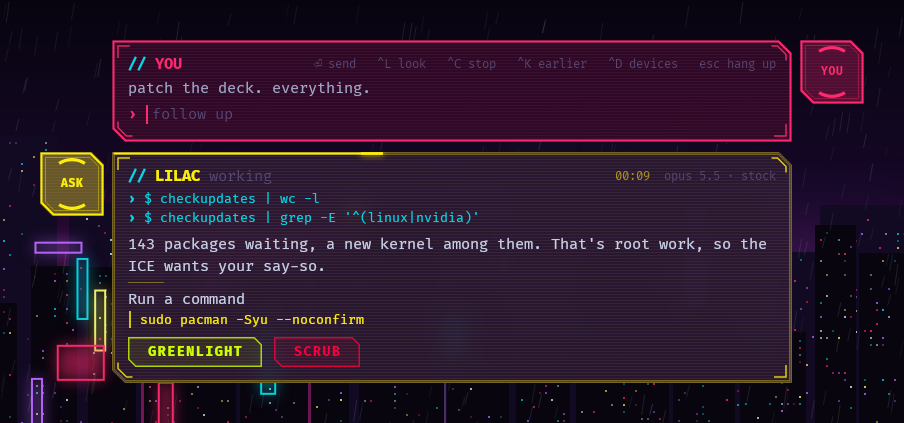 // YOU
⏎ send ^L look ^C stop ^K earlier ^D devices esc hang up
YOU
patch the deck. everything.
› follow up
ASK
// LILAC working
00:09 opus 5.5 · stock
› $ checkupdates | wc -l
› $ checkupdates | grep -E '^(linux|nvidia)'
143 packages waiting, a new kernel among them. That's root work, so the
ICE wants your say-so.
Run a command
sudo pacman -Syu --noconfirm
GREENLIGHT SCRUB